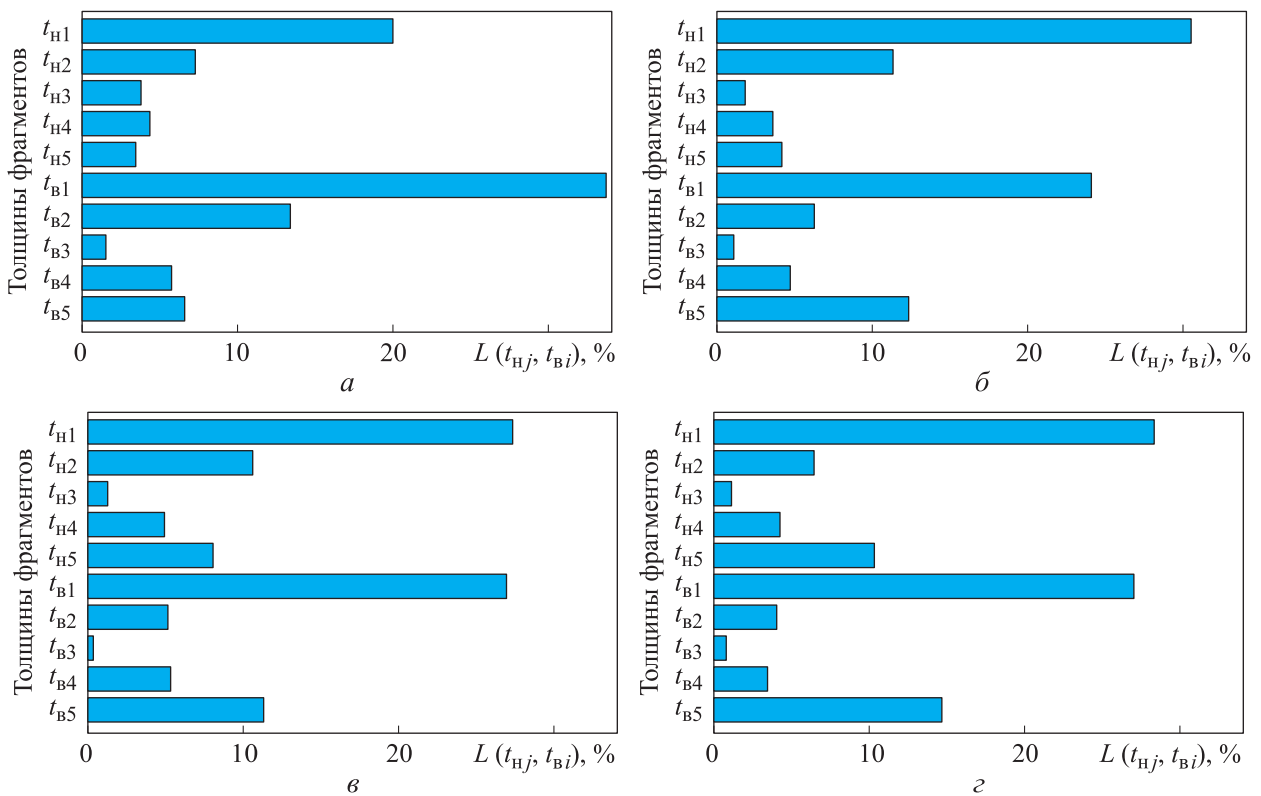 Толщины фрагментов
tн1
tн2
tн3
tн4
tн5
tв1
tв2
tв3
tв4
tв5
0 10 20 L (tнj, tвi), %
а
Толщины фрагментов
tн1
tн2
tн3
tн4
tн5
tв1
tв2
tв3
tв4
tв5
0 10 20 L (tнj, tвi), %
б
Толщины фрагментов
tн1
tн2
tн3
tн4
tн5
tв1
tв2
tв3
tв4
tв5
0 10 20 L (tнj, tвi), %
в
Толщины фрагментов
tн1
tн2
tн3
tн4
tн5
tв1
tв2
tв3
tв4
tв5
0 10 20 L (tнj, tвi), %
г